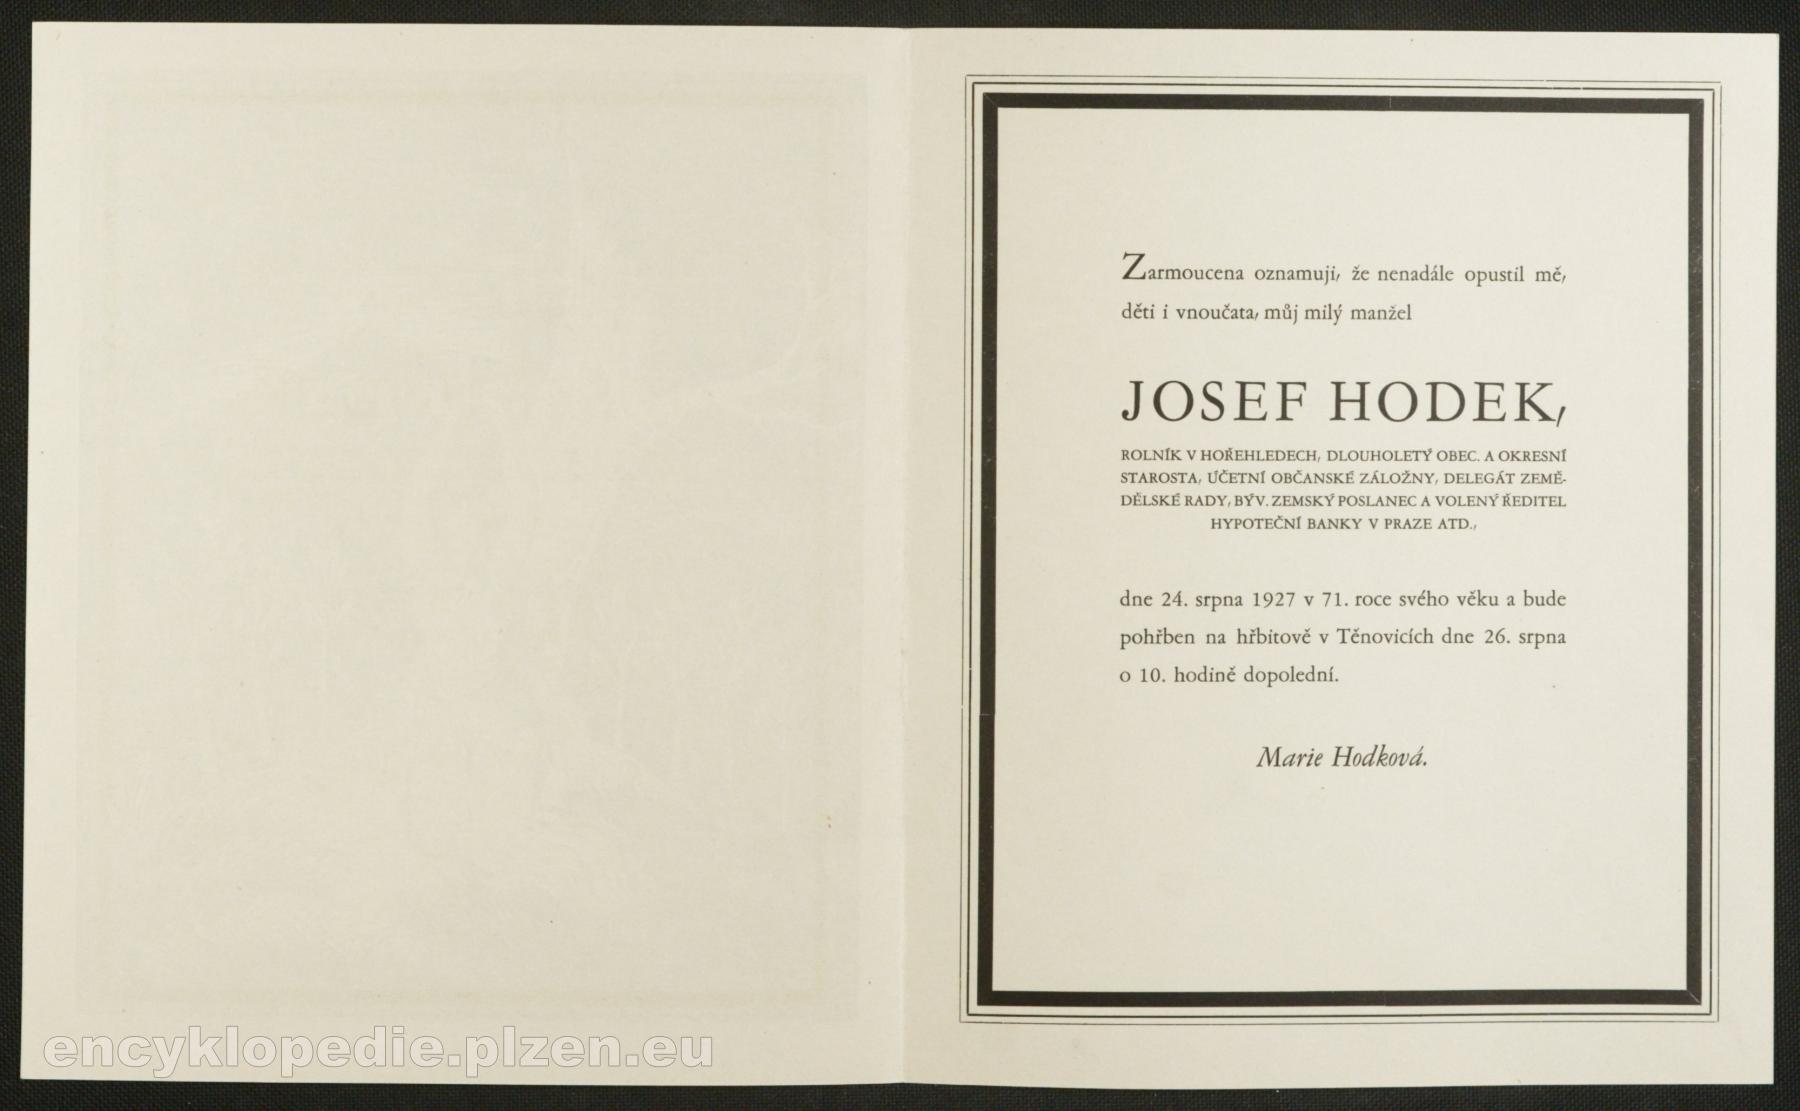 Zarmoucena oznamuji, že nenadále opustil mě,
děti i vnoučata, můj milý manžel
JOSEF HODEK,
ROLNÍK V HOŘEHLEDECH, DLOUHOLETÝ OBEC. A OKRESNÍ
STAROSTA, ÚČETNÍ OBČANSKÉ ZÁLOŽNY, DELEGÁT ZEMĚ-
DĚLSKÉ RADY, BÝV. ZEMSKÝ POSLANEC A VOLENÝ ŘEDITEL
HYPOTEČNÍ BANKY V PRAZE ATD.,
dne 24. srpna 1927 v 71. roce svého věku a bude
pohřben na hřbitově v Těnovicích dne 26. srpna
o 10. hodině dopolední.
Marie Hodková.
encyklopedie.plzen.eu